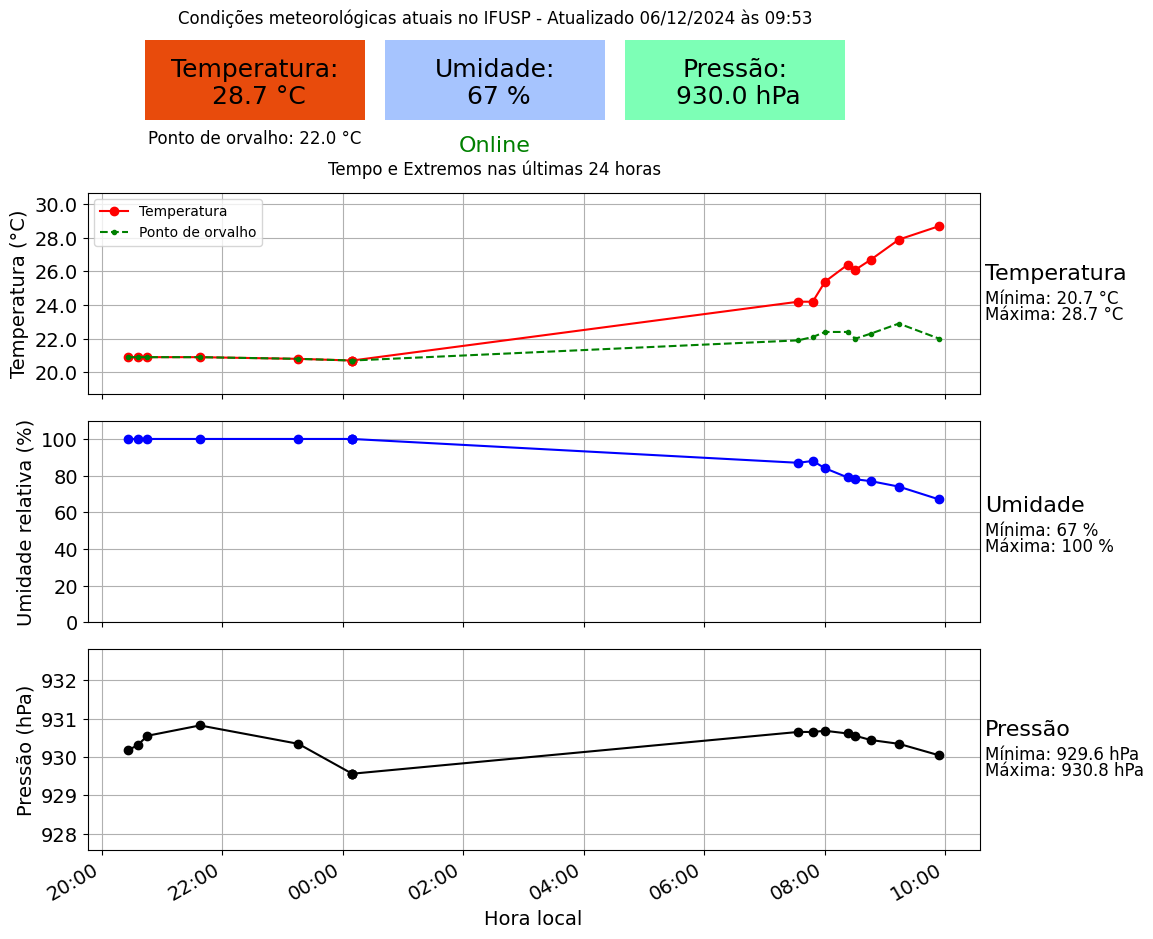 Condições meteorológicas atuais no IFUSP - Atualizado 06/12/2024 às 09:53
Temperatura:
28.7 °C
Umidade:
67 %
Pressão:
930.0 hPa
Ponto de orvalho: 22.0 °C
Online
Tempo e Extremos nas últimas 24 horas
Temperatura (°C)
30.0
28.0
26.0
24.0
22.0
20.0
Temperatura
Ponto de orvalho
Temperatura
Mínima: 20.7 °C
Máxima: 28.7 °C
Umidade relativa (%)
100
80
60
40
20
0
Umidade
Mínima: 67 %
Máxima: 100 %
Pressão (hPa)
932
931
930
929
928
Pressão
Mínima: 929.6 hPa
Máxima: 930.8 hPa
20:00
22:00
00:00
02:00
04:00
06:00
08:00
10:00
Hora local